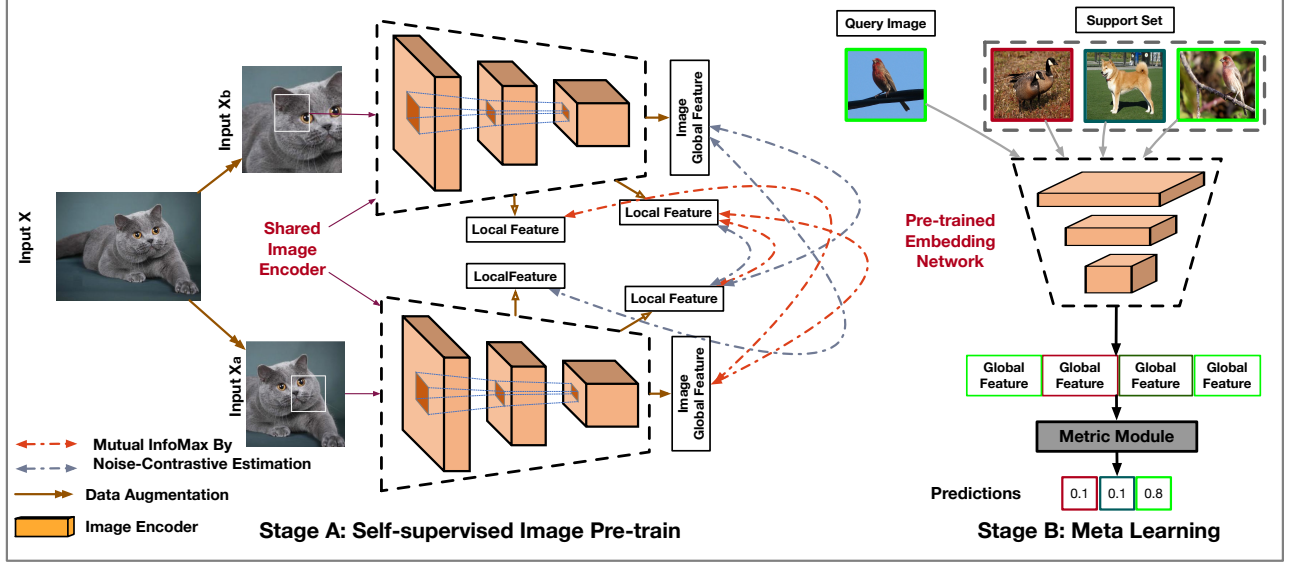 Input X
Input Xb
Input Xa
Shared
Image
Encoder
Image
Global Feature
Local Feature
Local Feature
LocalFeature
Local Feature
Image
Global Feature
Mutual InfoMax By
Noise-Contrastive Estimation
Data Augmentation
Image Encoder
Stage A: Self-supervised Image Pre-train
Query Image
Support Set
Pre-trained
Embedding
Network
Global
Feature
Global
Feature
Global
Feature
Global
Feature
Metric Module
Predictions
0.1
0.1
0.8
Stage B: Meta Learning